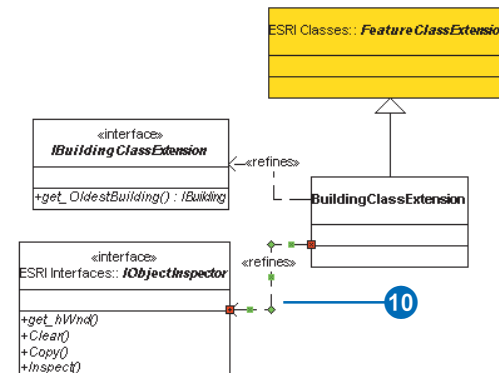 ESRI Classes:: FeatureClassExtensio
«interface»
IBuildingClassExtension
+get_OldestBuilding() : IBuilding
«refines»
BuildingClassExtension
«interface»
ESRI Interfaces:: IObjectInspector
+get_hWnd()
+Clear()
+Copy()
+Inspect()
«refines»
10